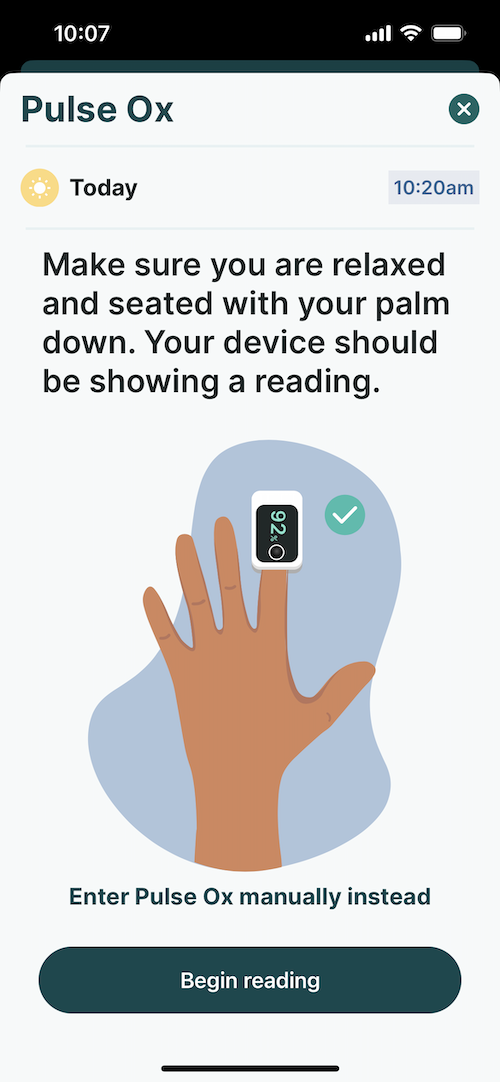 10:07
Pulse Ox
Today
10:20am
Make sure you are relaxed
and seated with your palm
down. Your device should
be showing a reading.
92%
Enter Pulse Ox manually instead
Begin reading